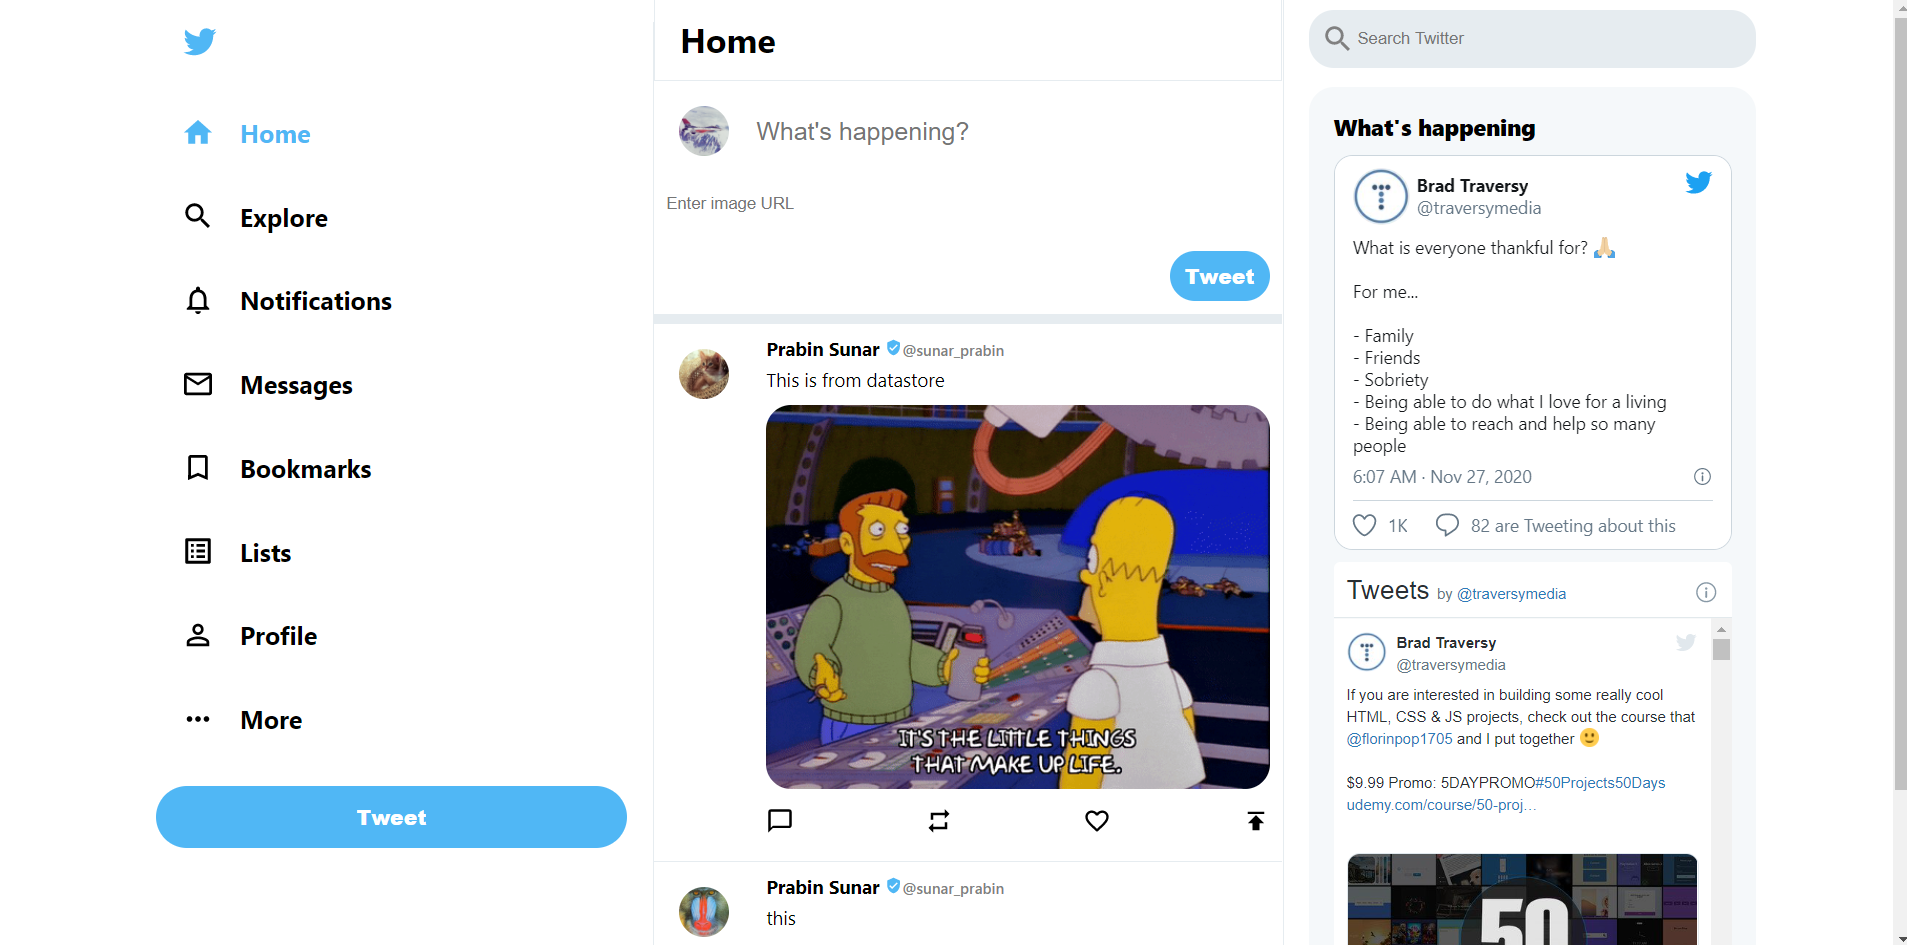 Home
Explore
Notifications
Messages
Bookmarks
Lists
Profile
More
Tweet
Home
What's happening?
Enter image URL
Tweet
Prabin Sunar @sunar_prabin
This is from datastore
IT'S THE LITTLE THINGS
THAT MAKE UP LIFE.
Prabin Sunar @sunar_prabin
this
Search Twitter
What's happening
Brad Traversy
@traversymedia
What is everyone thankful for? 🙏🏼
For me...
- Family
- Friends
- Sobriety
- Being able to do what I love for a living
- Being able to reach and help so many
people
6:07 AM · Nov 27, 2020
1K 82 are Tweeting about this
Tweets by @traversymedia
Brad Traversy
@traversymedia
If you are interested in building some really cool
HTML, CSS & JS projects, check out the course that
@florinpop1705 and I put together 🙂
$9.99 Promo: 5DAYPROMO#50Projects50Days
udemy.com/course/50-proj…
50